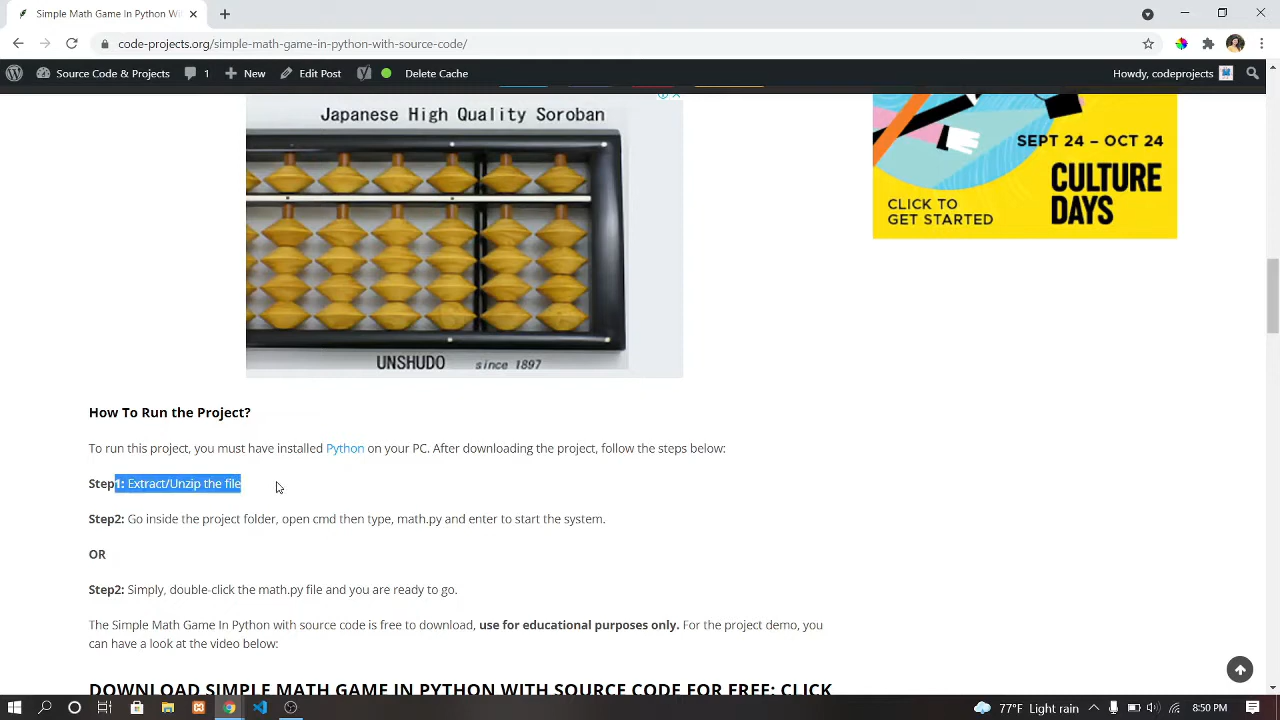 Simple Math Game In Python Wi
code-projects.org/simple-math-game-in-python-with-source-code/
Source Code & Projects
1
New
Edit Post
Delete Cache
Howdy, codeprojects
Japanese High Quality Soroban
UNSHUDO since 1897
SEPT 24 – OCT 24
CULTURE
DAYS
CLICK TO
GET STARTED
How To Run the Project?
To run this project, you must have installed Python on your PC. After downloading the project, follow the steps below:
Step1: Extract/Unzip the file
Step2: Go inside the project folder, open cmd then type, math.py and enter to start the system.
OR
Step2: Simply, double-click the math.py file and you are ready to go.
The Simple Math Game In Python with source code is free to download, use for educational purposes only. For the project demo, you
can have a look at the video below:
DOWNLOAD SIMPLE MATH GAME IN PYTHON WITH SOURCE CODE FOR FREE: CLICK
77°F Light rain
8:50 PM